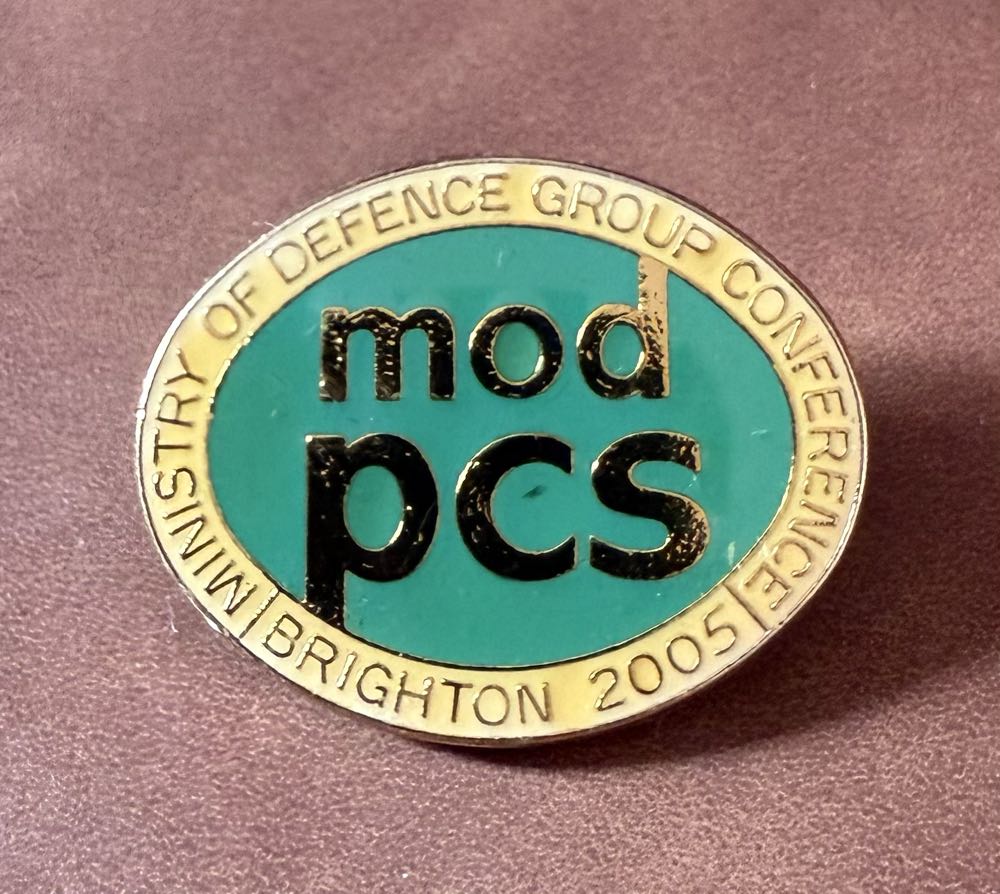 MINISTRY OF DEFENCE GROUP CONFERENCE
mod
pcs
BRIGHTON 2005